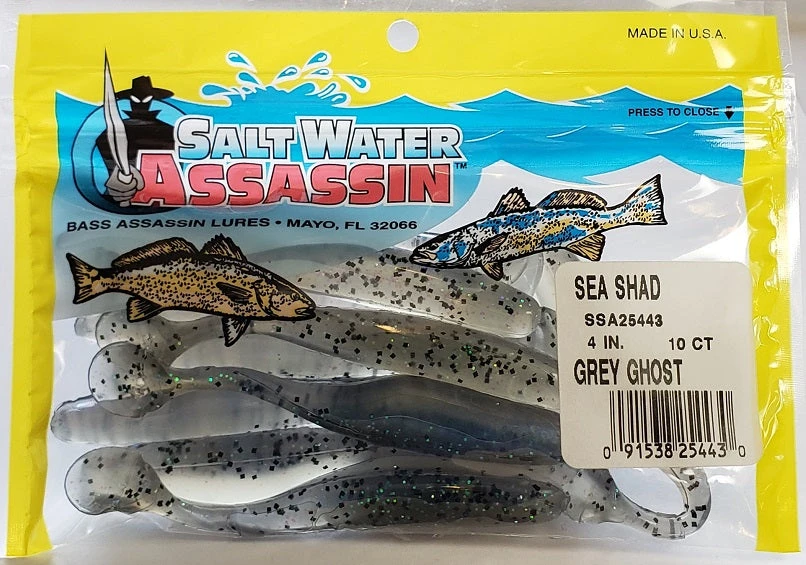 MADE IN U.S.A.
PRESS TO CLOSE
SALT WATER
ASSASSIN™
BASS ASSASSIN LURES • MAYO, FL 32066
SEA SHAD
SSA25443
4 IN. 10 CT
GREY GHOST
0 91538 25443 0